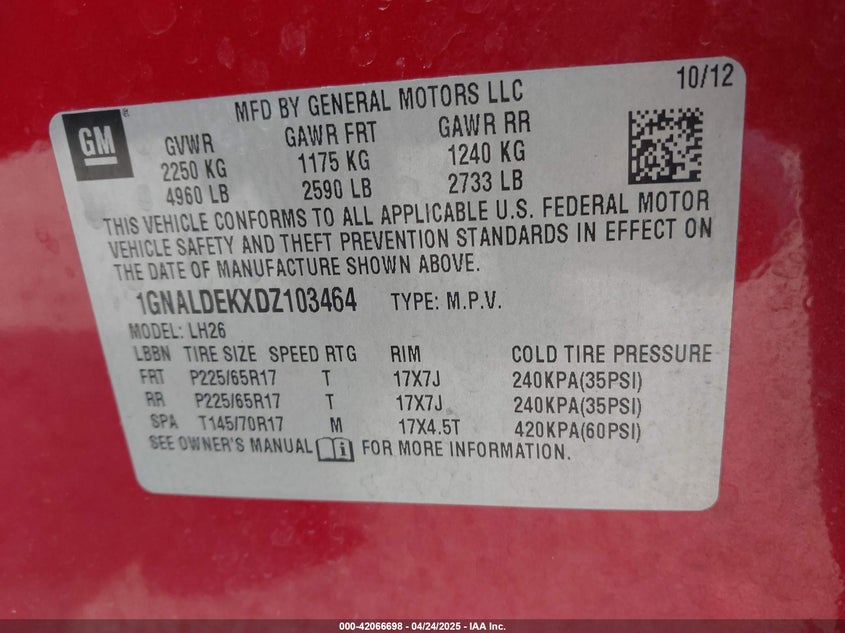 10/12
MFD BY GENERAL MOTORS LLC
GM®
GVWR GAWR FRT GAWR RR
2250 KG 1175 KG 1240 KG
4960 LB 2590 LB 2733 LB
THIS VEHICLE CONFORMS TO ALL APPLICABLE U.S. FEDERAL MOTOR
VEHICLE SAFETY AND THEFT PREVENTION STANDARDS IN EFFECT ON
THE DATE OF MANUFACTURE SHOWN ABOVE.
1GNALDEKXDZ103464 TYPE: M.P.V.
MODEL: LH26
LBBN TIRE SIZE SPEED RTG RIM COLD TIRE PRESSURE
FRT P225/65R17 T 17X7J 240KPA(35PSI)
RR P225/65R17 T 17X7J 240KPA(35PSI)
SPA T145/70R17 M 17X4.5T 420KPA(60PSI)
SEE OWNER'S MANUAL i FOR MORE INFORMATION.
000-42066698 - 04/24/2025 - IAA Inc.